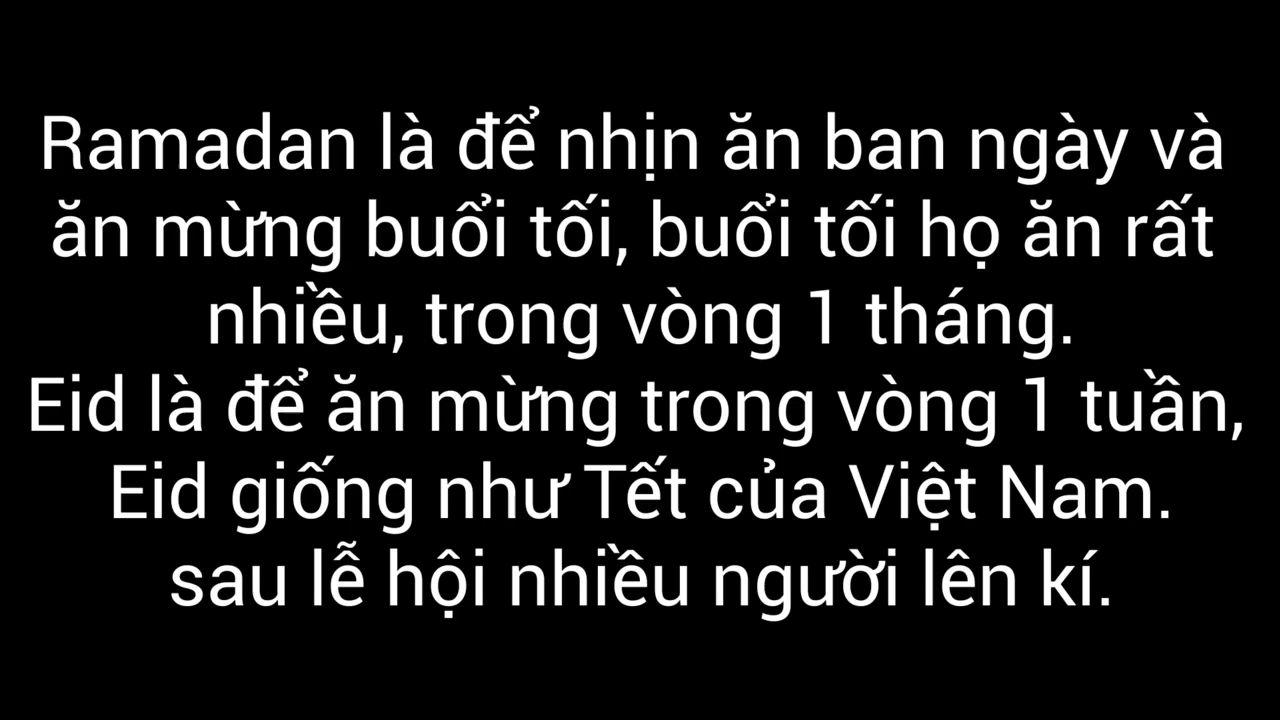 Ramadan là để nhịn ăn ban ngày và
ăn mừng buổi tối, buổi tối họ ăn rất
nhiều, trong vòng 1 tháng.
Eid là để ăn mừng trong vòng 1 tuần,
Eid giống như Tết của Việt Nam.
sau lễ hội nhiều người lên kí.